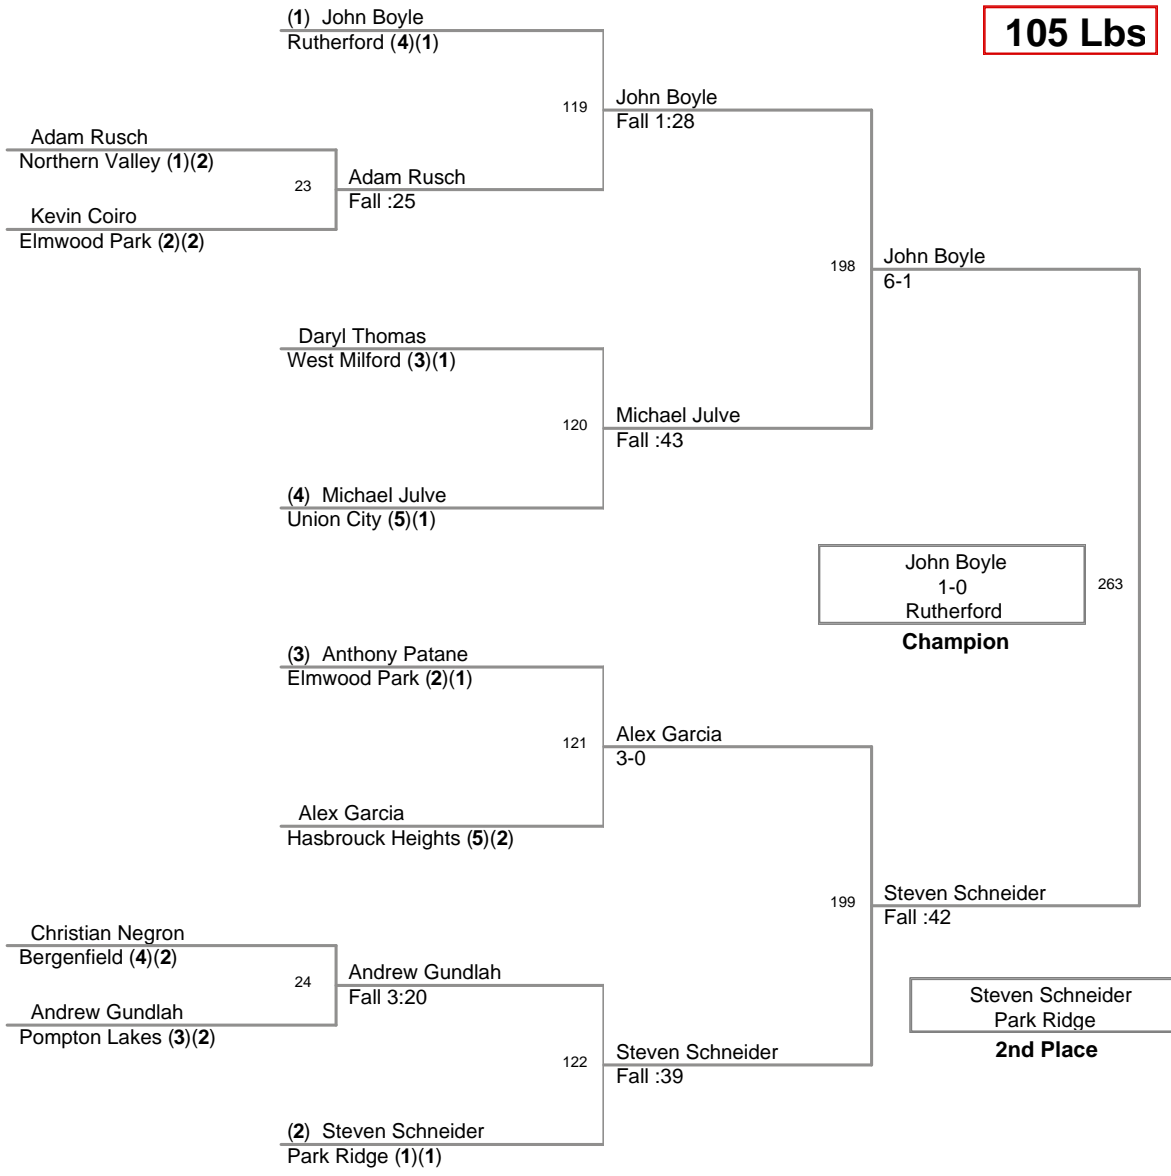 (1) John Boyle
Rutherford (4)(1)
105 Lbs
119
John Boyle
Fall 1:28
Adam Rusch
Northern Valley (1)(2)
23
Adam Rusch
Fall :25
Kevin Coiro
Elmwood Park (2)(2)
198
John Boyle
6-1
Daryl Thomas
West Milford (3)(1)
120
Michael Julve
Fall :43
(4) Michael Julve
Union City (5)(1)
John Boyle
1-0
Rutherford
263
Champion
(3) Anthony Patane
Elmwood Park (2)(1)
121
Alex Garcia
3-0
Alex Garcia
Hasbrouck Heights (5)(2)
199
Steven Schneider
Fall :42
Christian Negron
Bergenfield (4)(2)
24
Andrew Gundlah
Fall 3:20
Andrew Gundlah
Pompton Lakes (3)(2)
Steven Schneider
Park Ridge
2nd Place
122
Steven Schneider
Fall :39
(2) Steven Schneider
Park Ridge (1)(1)